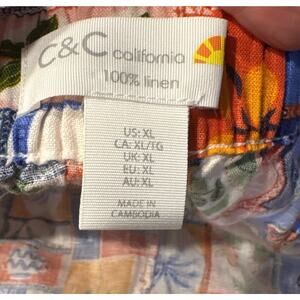 C&C california
100% linen
US: XL
CA: XL/TG
UK: XL
EU: XL
AU: XL
MADE IN
CAMBODIA